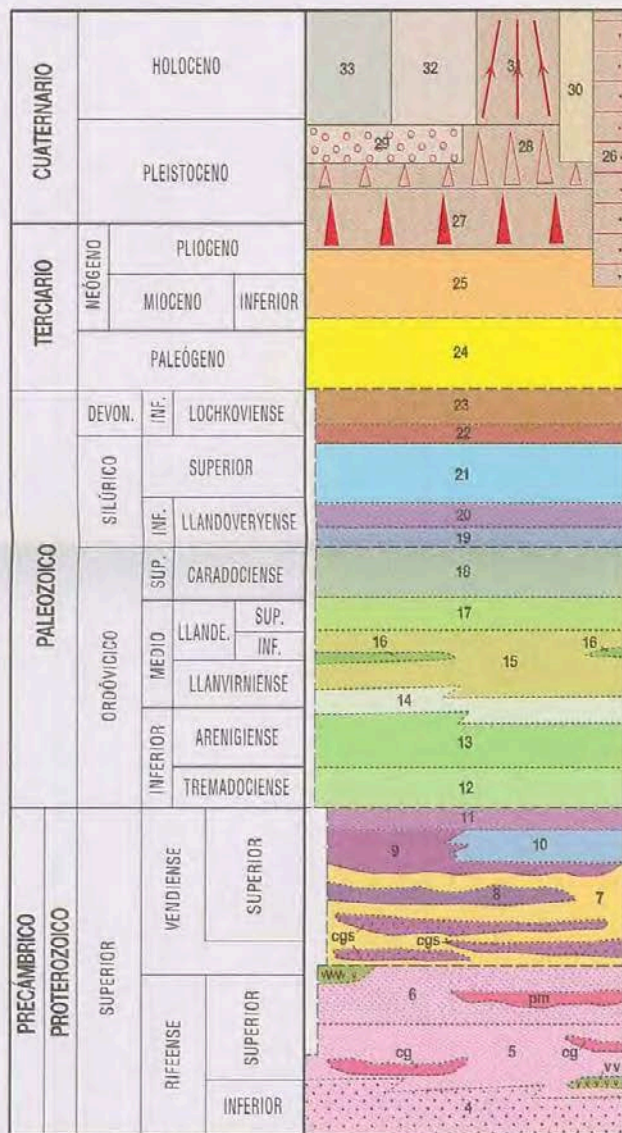 CUATERNARIO
HOLOCENO
33
32
31
30
29
28
26
PLEISTOCENO
27
TERCIARIO
NEÓGENO
PLIOCENO
MIOCENO
INFERIOR
25
PALEÓGENO
24
PALEOZOICO
DEVON.
INF.
LOCHKOVIENSE
23
22
SILÚRICO
SUPERIOR
21
INF.
LLANDOVERYENSE
20
19
ORDÓVICICO
SUP.
CARADOCIENSE
18
MEDIO
LLANDE.
SUP.
INF.
17
16
16
15
LLANVIRNIENSE
14
INFERIOR
ARENIGIENSE
13
TREMADOCIENSE
12
PRECÁMBRICO
PROTEROZOICO
SUPERIOR
VENDIENSE
SUPERIOR
11
9
10
8
7
cgs
cgs
RIFEENSE
SUPERIOR
6
pm
cg
5
cg
vv
INFERIOR
4